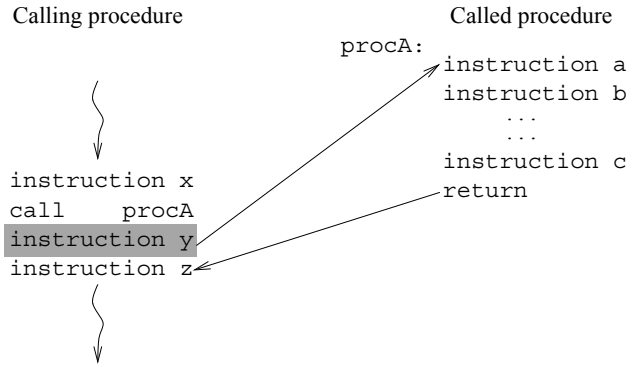 Calling procedure
Called procedure
procA:
instruction a
instruction b
...
...
instruction c
return
instruction x
call procA
instruction y
instruction z